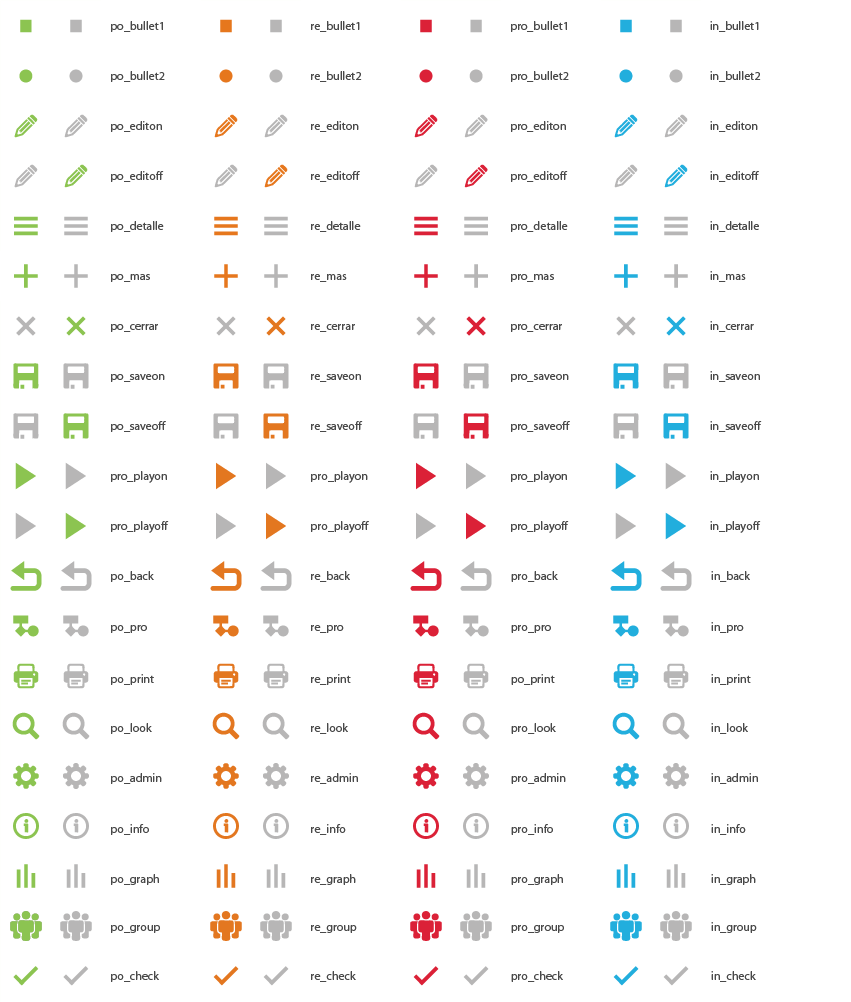 po_bullet1 re_bullet1 pro_bullet1 in_bullet1
po_bullet2 re_bullet2 pro_bullet2 in_bullet2
po_editon re_editon pro_editon in_editon
po_editoff re_editoff pro_editoff in_editoff
po_detalle re_detalle pro_detalle in_detalle
po_mas re_mas pro_mas in_mas
po_cerrar re_cerrar pro_cerrar in_cerrar
po_saveon re_saveon pro_saveon in_saveon
po_saveoff re_saveoff pro_saveoff in_saveoff
pro_playon pro_playon pro_playon in_playon
pro_playoff pro_playoff pro_playoff in_playoff
po_back re_back pro_back in_back
po_pro re_pro pro_pro in_pro
po_print re_print po_print in_print
po_look re_look pro_look in_look
po_admin re_admin pro_admin in_admin
po_info re_info pro_info in_info
po_graph re_graph pro_graph in_graph
po_group re_group pro_group in_group
po_check re_check pro_check in_check